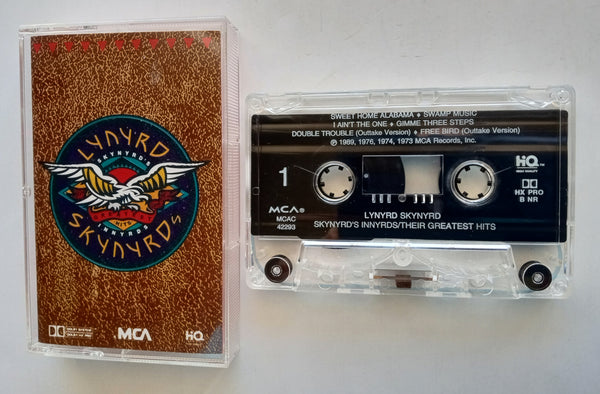 LYNYRD
SKYNYRD'S
INNYRDS
SKYNYRDS
MCA
HQ
SWEET HOME ALABAMA ♦ SWAMP MUSIC
I AIN'T THE ONE ♦ GIMME THREE STEPS
DOUBLE TROUBLE (Outtake Version) ♦ FREE BIRD (Outtake Version)
℗ 1989, 1976, 1974, 1973 MCA Records, Inc.
HQ
HIGH QUALITY
1
HX PRO
B NR
MCA®
MCAC
42293
LYNYRD SKYNYRD
SKYNYRD'S INNYRDS/THEIR GREATEST HITS